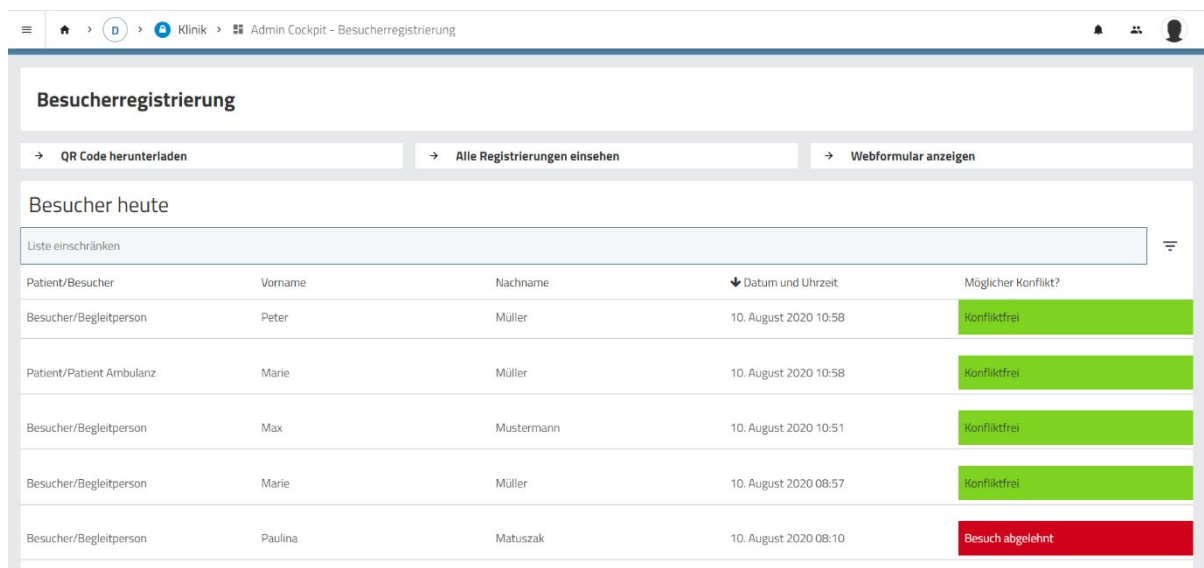 D Klinik Admin Cockpit - Besucherregistrierung
Besucherregistrierung
QR Code herunterladen Alle Registrierungen einsehen Webformular anzeigen
Besucher heute
Liste einschränken
Patient/Besucher Vorname Nachname Datum und Uhrzeit Möglicher Konflikt?
Besucher/Begleitperson Peter Müller 10. August 2020 10:58 Konfliktfrei
Patient/Patient Ambulanz Marie Müller 10. August 2020 10:58 Konfliktfrei
Besucher/Begleitperson Max Mustermann 10. August 2020 10:51 Konfliktfrei
Besucher/Begleitperson Marie Müller 10. August 2020 08:57 Konfliktfrei
Besucher/Begleitperson Paulina Matuszak 10. August 2020 08:10 Besuch abgelehnt